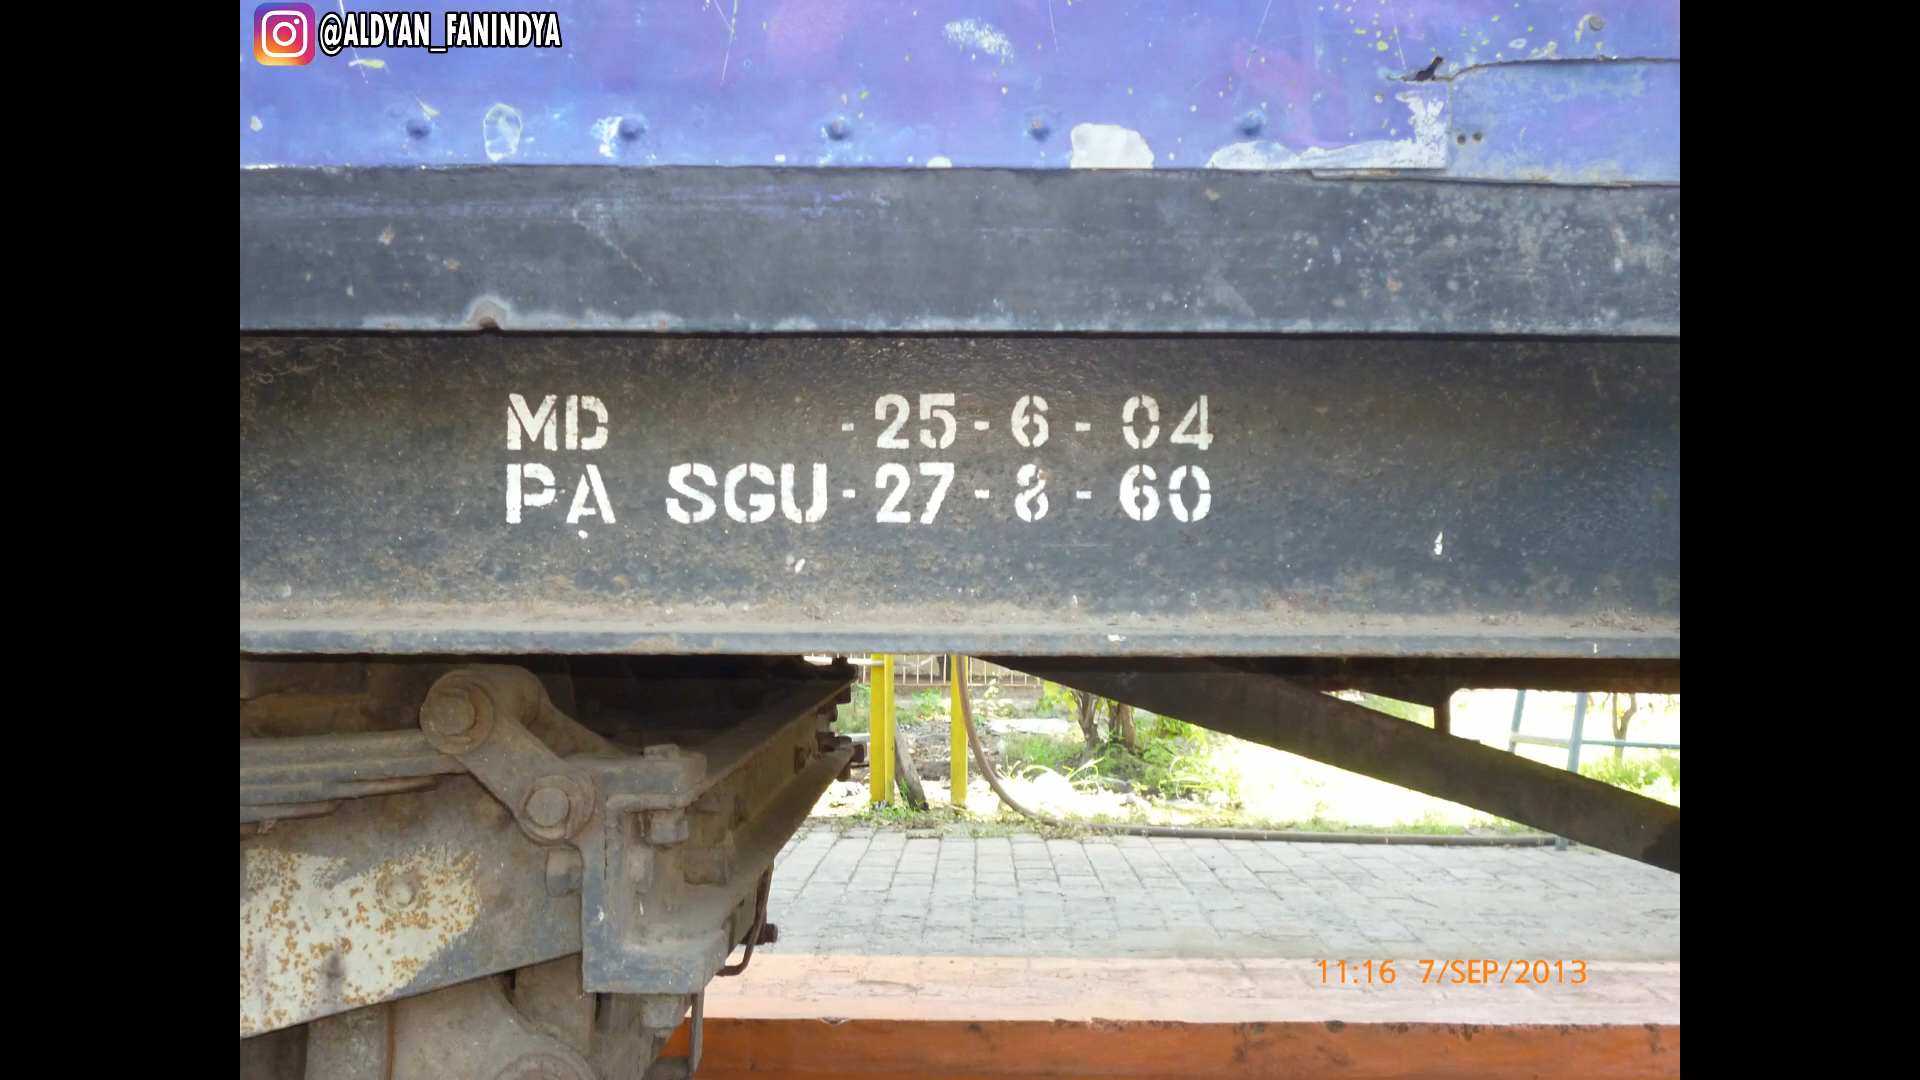 @ALDYAN_FANINDYA
MD - 25 - 6 - 04
PA SGU - 27 - 8 - 60
11:16 7/SEP/2013